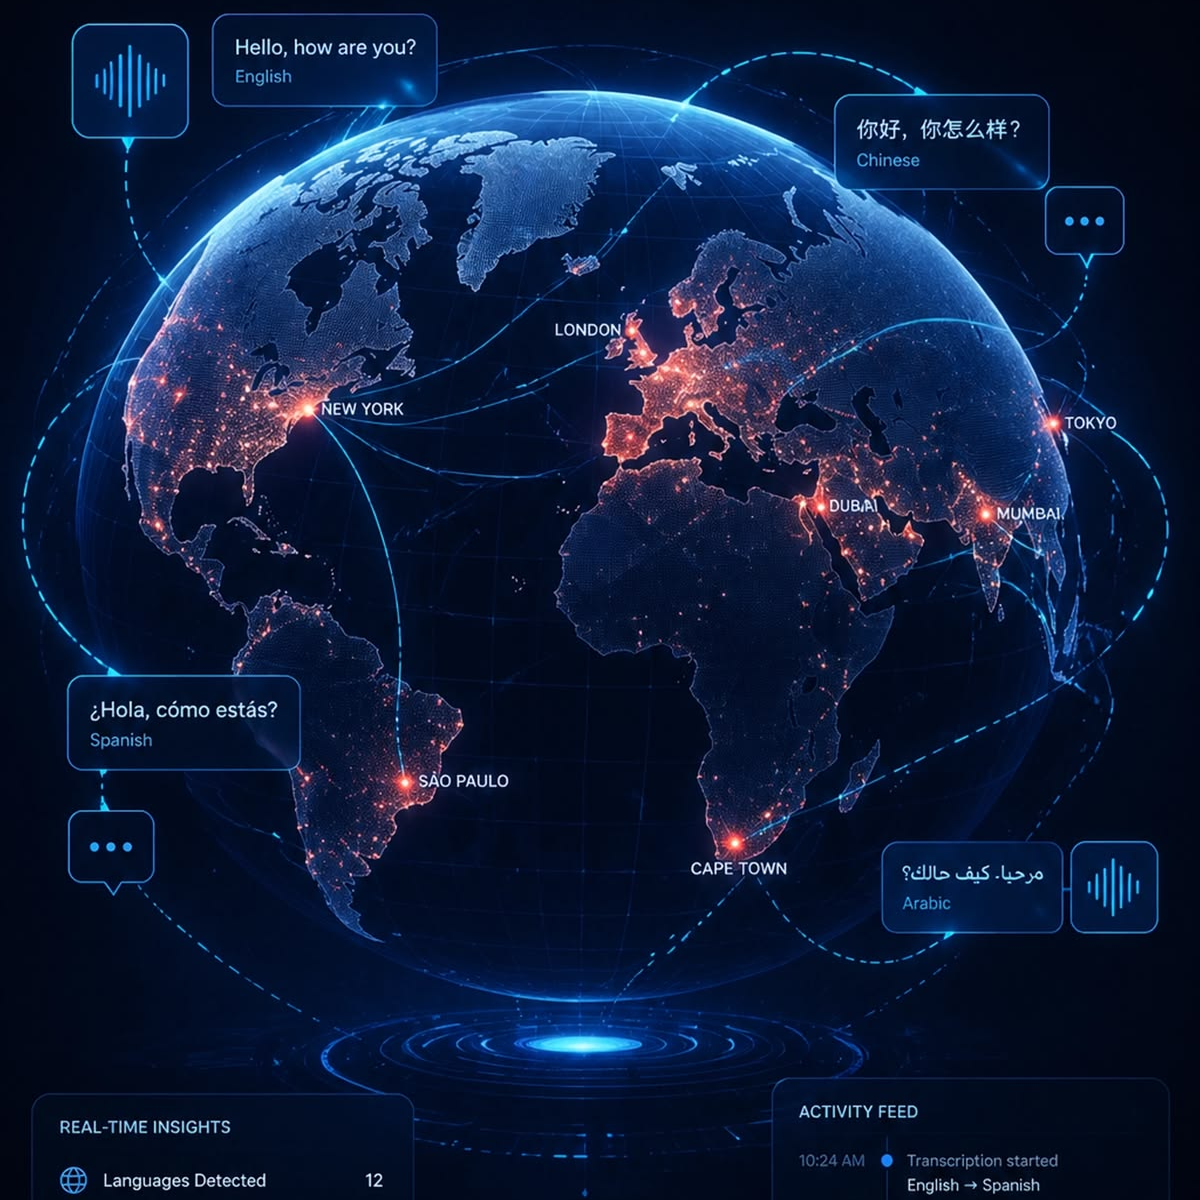 Hello, how are you?
English
你好，你怎么样？
Chinese
LONDON
NEW YORK
TOKYO
DUBAI
MUMBAI
¿Hola, cómo estás?
Spanish
SÃO PAULO
CAPE TOWN
مرحبا. كيف حالك؟
Arabic
REAL-TIME INSIGHTS
Languages Detected 12
ACTIVITY FEED
10:24 AM Transcription started
English → Spanish